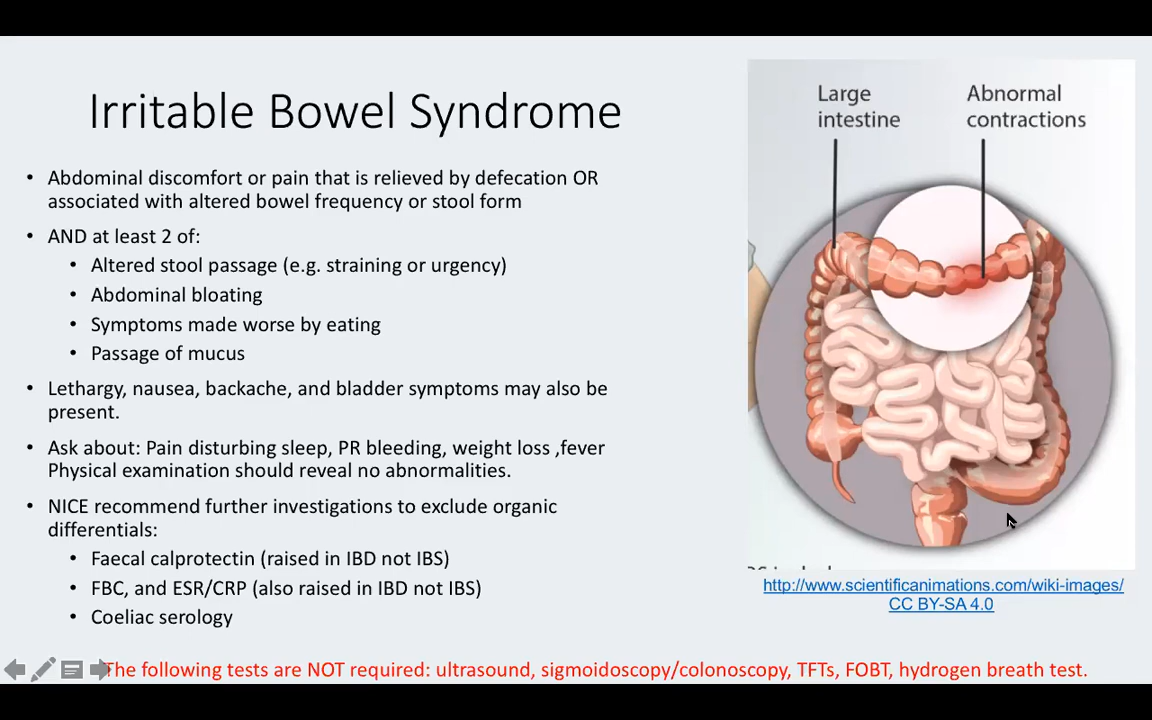 Irritable Bowel Syndrome
• Abdominal discomfort or pain that is relieved by defecation OR
associated with altered bowel frequency or stool form
• AND at least 2 of:
• Altered stool passage (e.g. straining or urgency)
• Abdominal bloating
• Symptoms made worse by eating
• Passage of mucus
• Lethargy, nausea, backache, and bladder symptoms may also be
present.
• Ask about: Pain disturbing sleep, PR bleeding, weight loss ,fever
Physical examination should reveal no abnormalities.
• NICE recommend further investigations to exclude organic
differentials:
• Faecal calprotectin (raised in IBD not IBS)
• FBC, and ESR/CRP (also raised in IBD not IBS)
• Coeliac serology
Large
intestine
Abnormal
contractions
http://www.scientificanimations.com/wiki-images/
CC BY-SA 4.0
The following tests are NOT required: ultrasound, sigmoidoscopy/colonoscopy, TFTs, FOBT, hydrogen breath test.